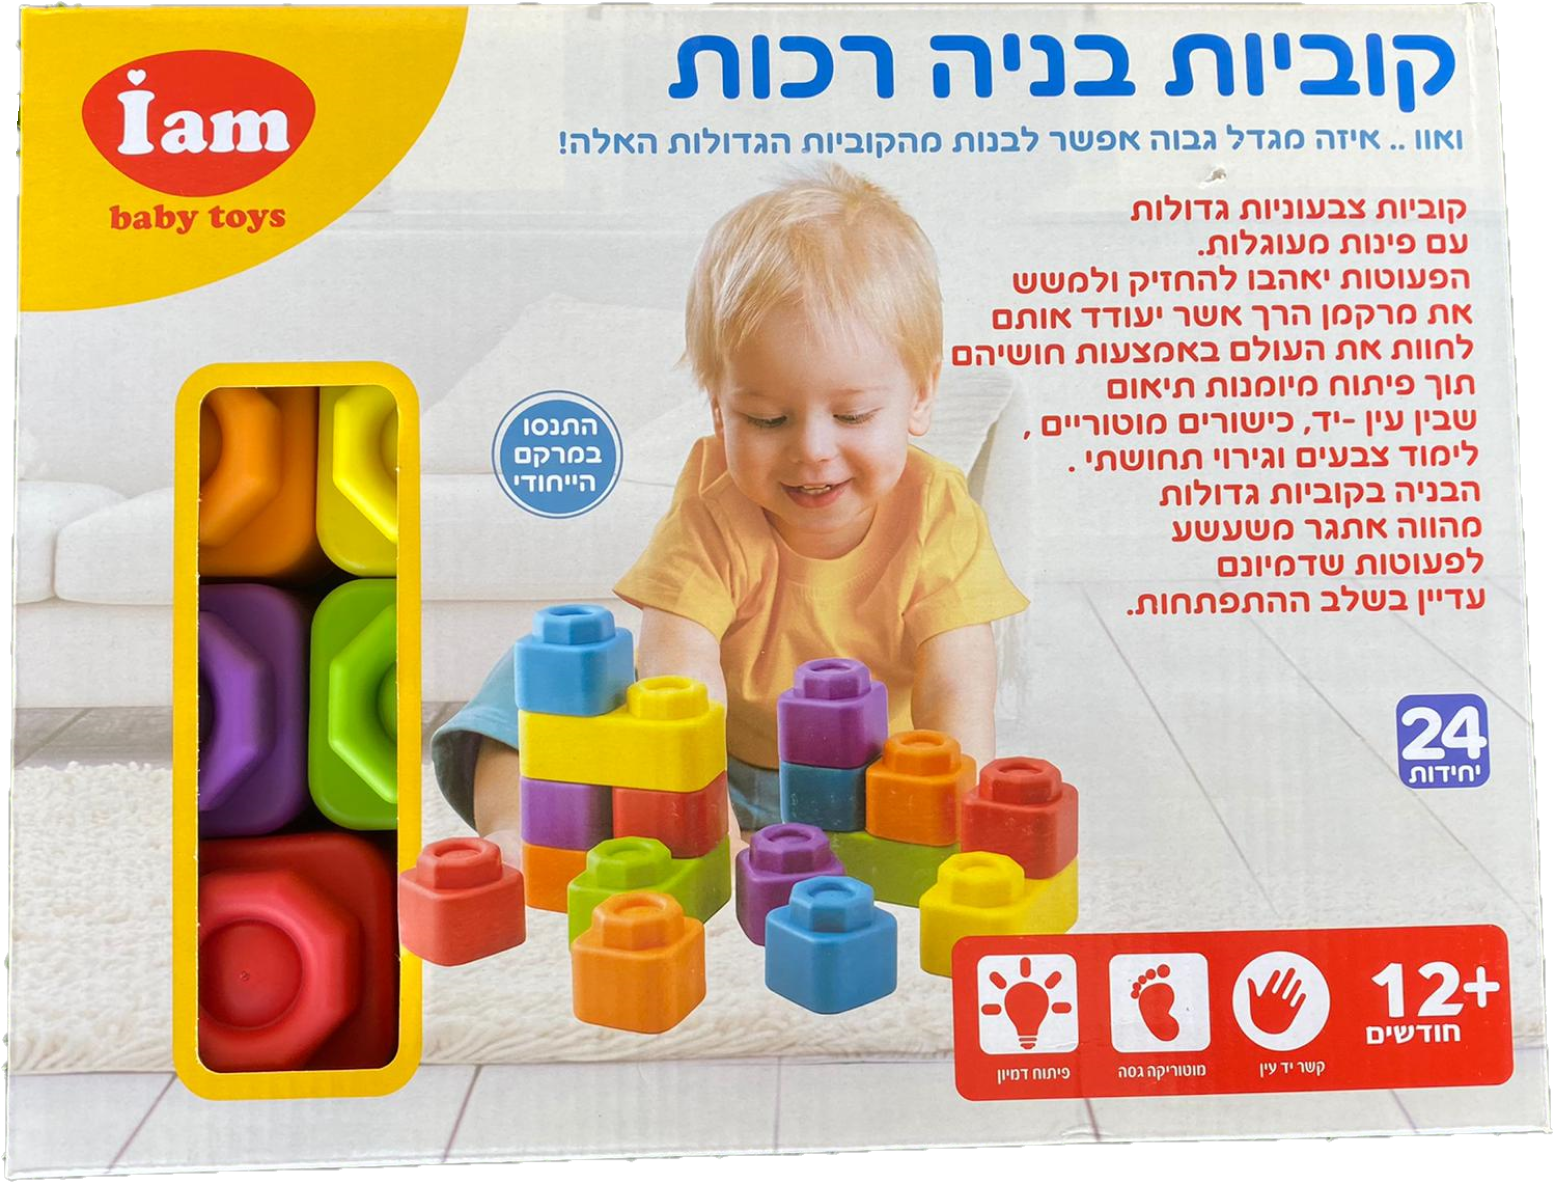 קוביות בניה רכות
ואוו .. איזה מגדל גבוה אפשר לבנות מהקוביות הגדולות האלה!
i am
baby toys
קוביות צבעוניות גדולות
עם פינות מעוגלות.
הפעוטות יאהבו להחזיק ולמשש
את מרקמן הרך אשר יעודד אותם
לחוות את העולם באמצעות חושיהם
תוך פיתוח מיומנות תיאום
שבין עין -יד, כישורים מוטוריים ,
לימוד צבעים וגירוי תחושתי .
הבניה בקוביות גדולות
מהווה אתגר משעשע
לפעוטות שדמיונם
עדיין בשלב ההתפתחות.
התנסו
במרקם
הייחודי
24
יחידות
12+
חודשים
קשר יד עין
מוטוריקה גסה
פיתוח דמיון